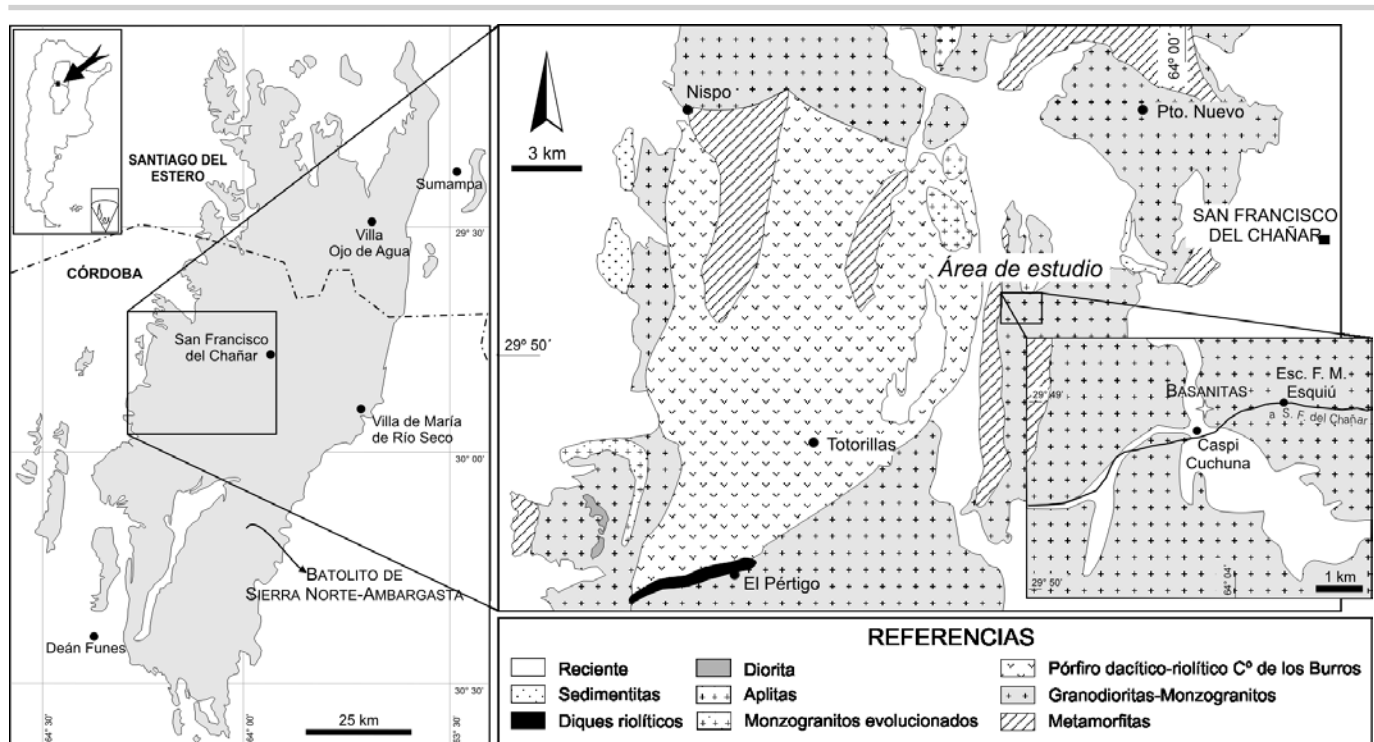 SANTIAGO DEL
ESTERO
Sumampa
Villa
Ojo de Agua
29° 30´
CÓRDOBA
San Francisco
del Chañar
Villa de María
de Río Seco
30° 00´
BATOLITO DE
SIERRA NORTE-AMBARGASTA
Deán Funes
30° 30´
25 km
64° 30´
64° 00´
63° 30´
3 km
Nispo
64° 00´
Pto. Nuevo
SAN FRANCISCO
DEL CHAÑAR
Área de estudio
29° 50´
Totorillas
El Pértigo
Esc. F. M.
Esquiú
BASANITAS
29° 49´
a S. F. del Chañar
Caspi
Cuchuna
29° 50´
64° 04´
1 km
REFERENCIAS
Reciente
Sedimentitas
Diques riolíticos
Diorita
Aplitas
Monzogranitos evolucionados
Pórfiro dacítico-riolítico Cº de los Burros
Granodioritas-Monzogranitos
Metamorfitas